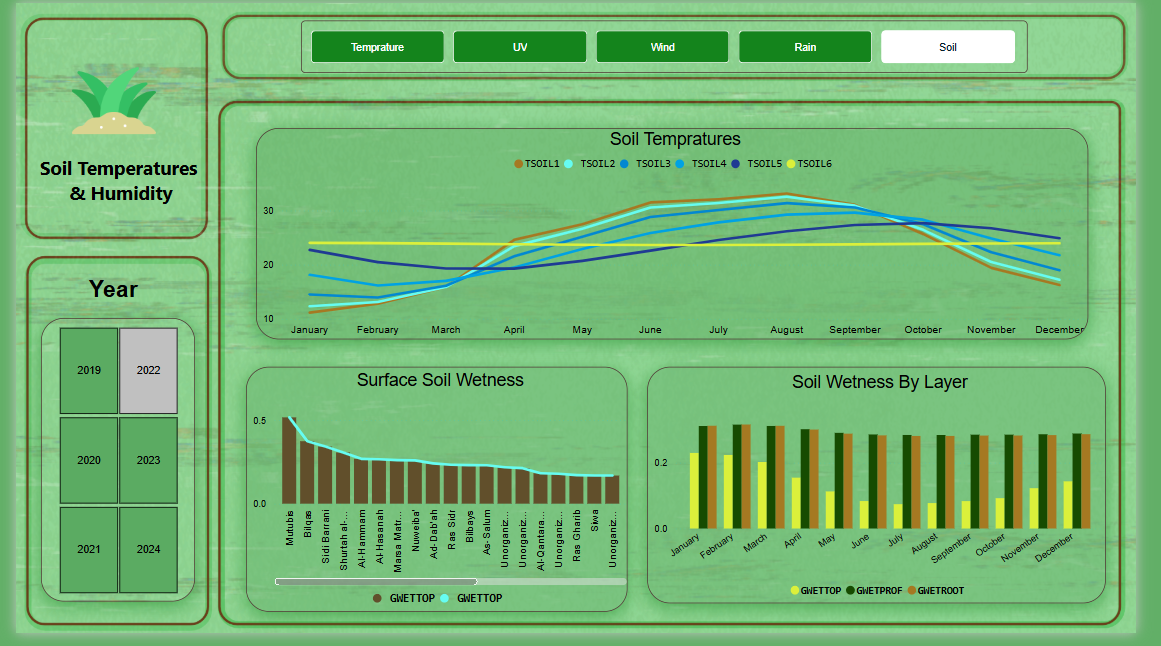 Temprature
UV
Wind
Rain
Soil
Soil Temperatures
& Humidity
Year
2019
2022
2020
2023
2021
2024
Soil Tempratures
TSOIL1 TSOIL2 TSOIL3 TSOIL4 TSOIL5 TSOIL6
30
20
10
January February March April May June July August September October November December
Surface Soil Wetness
0.5
0.0
Mutubis
Bilqas
Sidi Barrani
Shurtah al-...
Al-Hammam
Al-Hasanah
Marsa Matr...
Nuweiba'
Ad-Dab'ah
Ras Sidr
Bilbays
As-Salum
Unorganiz...
Unorganiz...
Al-Qantara...
Unorganiz...
Ras Gharib
Siwa
Unorganiz...
GWETTOP GWETTOP
Soil Wetness By Layer
0.2
0.0
January February March April May June July August September October November December
GWETTOP GWETPROF GWETROOT